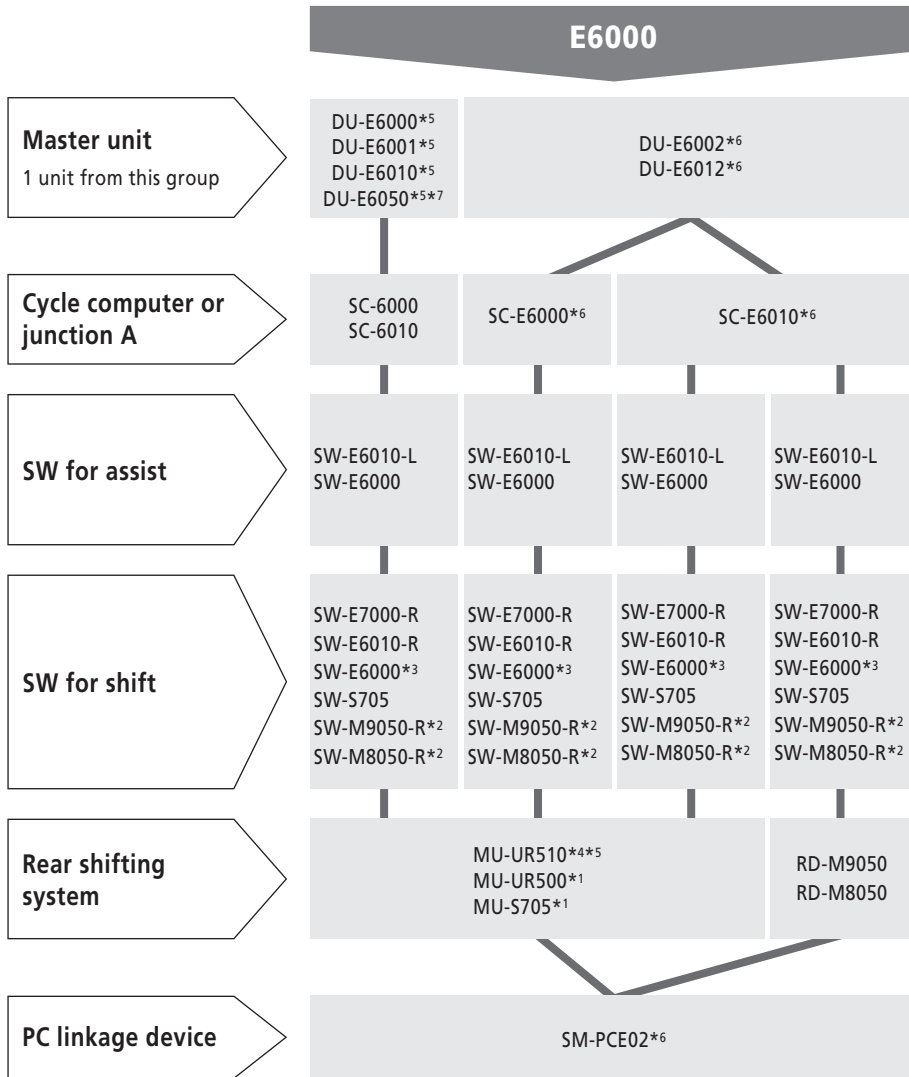 E6000
Master unit
1 unit from this group
DU-E6000*5
DU-E6001*5
DU-E6010*5
DU-E6050*5*7
DU-E6002*6
DU-E6012*6
Cycle computer or
junction A
SC-6000
SC-6010
SC-E6000*6
SC-E6010*6
SW for assist
SW-E6010-L
SW-E6000
SW-E6010-L
SW-E6000
SW-E6010-L
SW-E6000
SW-E6010-L
SW-E6000
SW for shift
SW-E7000-R
SW-E6010-R
SW-E6000*3
SW-S705
SW-M9050-R*2
SW-M8050-R*2
SW-E7000-R
SW-E6010-R
SW-E6000*3
SW-S705
SW-M9050-R*2
SW-M8050-R*2
SW-E7000-R
SW-E6010-R
SW-E6000*3
SW-S705
SW-M9050-R*2
SW-M8050-R*2
SW-E7000-R
SW-E6010-R
SW-E6000*3
SW-S705
SW-M9050-R*2
SW-M8050-R*2
Rear shifting
system
MU-UR510*4*5
MU-UR500*1
MU-S705*1
RD-M9050
RD-M8050
PC linkage device
SM-PCE02*6